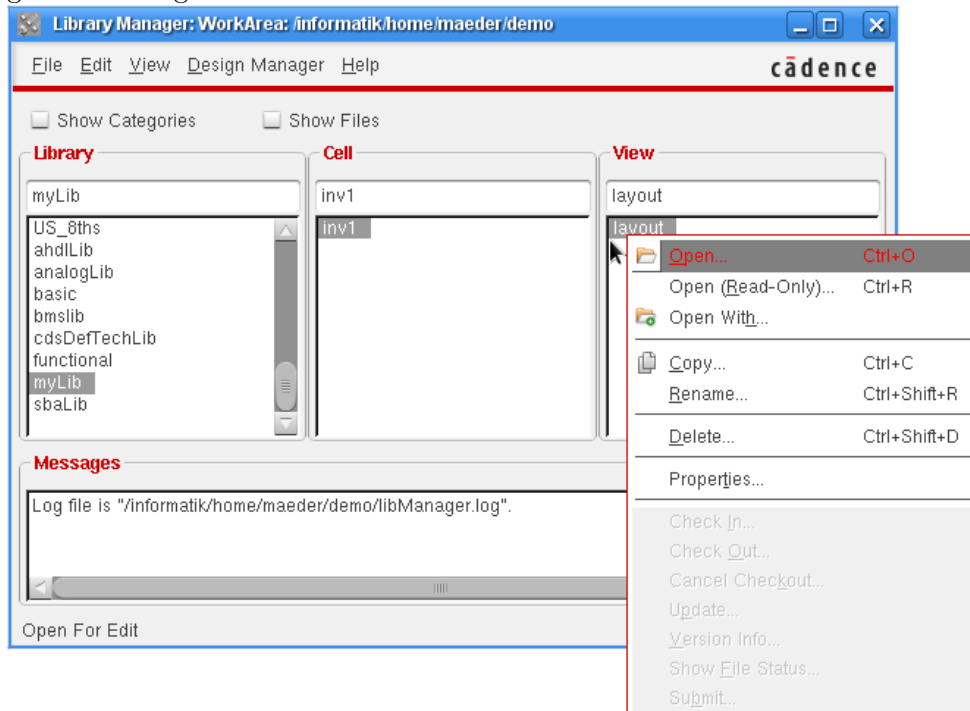 Library Manager: WorkArea: /informatik/home/maeder/demo
File Edit View Design Manager Help
cādence
Show Categories Show Files
Library
Cell
View
myLib
inv1
layout
US_8ths
ahdlLib
analogLib
basic
bmslib
cdsDefTechLib
functional
myLib
sbaLib
inv1
layout
Open... Ctrl+O
Open (Read-Only)... Ctrl+R
Open With...
Copy... Ctrl+C
Rename... Ctrl+Shift+R
Delete... Ctrl+Shift+D
Properties...
Check In...
Check Out...
Cancel Checkout...
Update...
Version Info...
Show File Status...
Submit...
Messages
Log file is "/informatik/home/maeder/demo/libManager.log".
Open For Edit